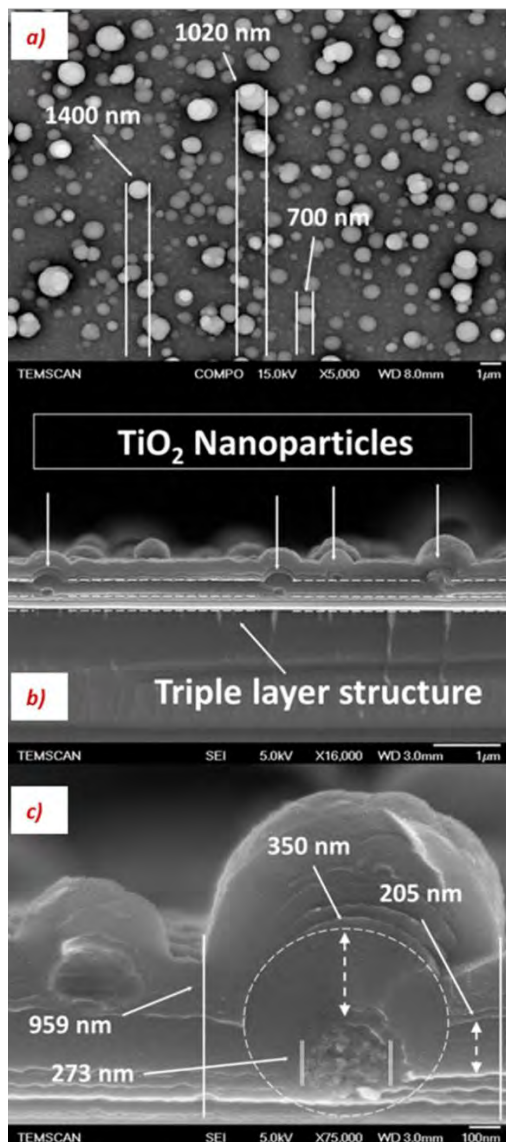 a)
1020 nm
1400 nm
700 nm
TEMSCAN COMPO 15.0kV X5,000 WD 8.0mm 1μm
TiO₂ Nanoparticles
Triple layer structure
b)
TEMSCAN SEI 5.0kV X16,000 WD 3.0mm 1μm
c)
350 nm
205 nm
959 nm
273 nm
TEMSCAN SEI 5.0kV X75,000 WD 3.0mm 100nm